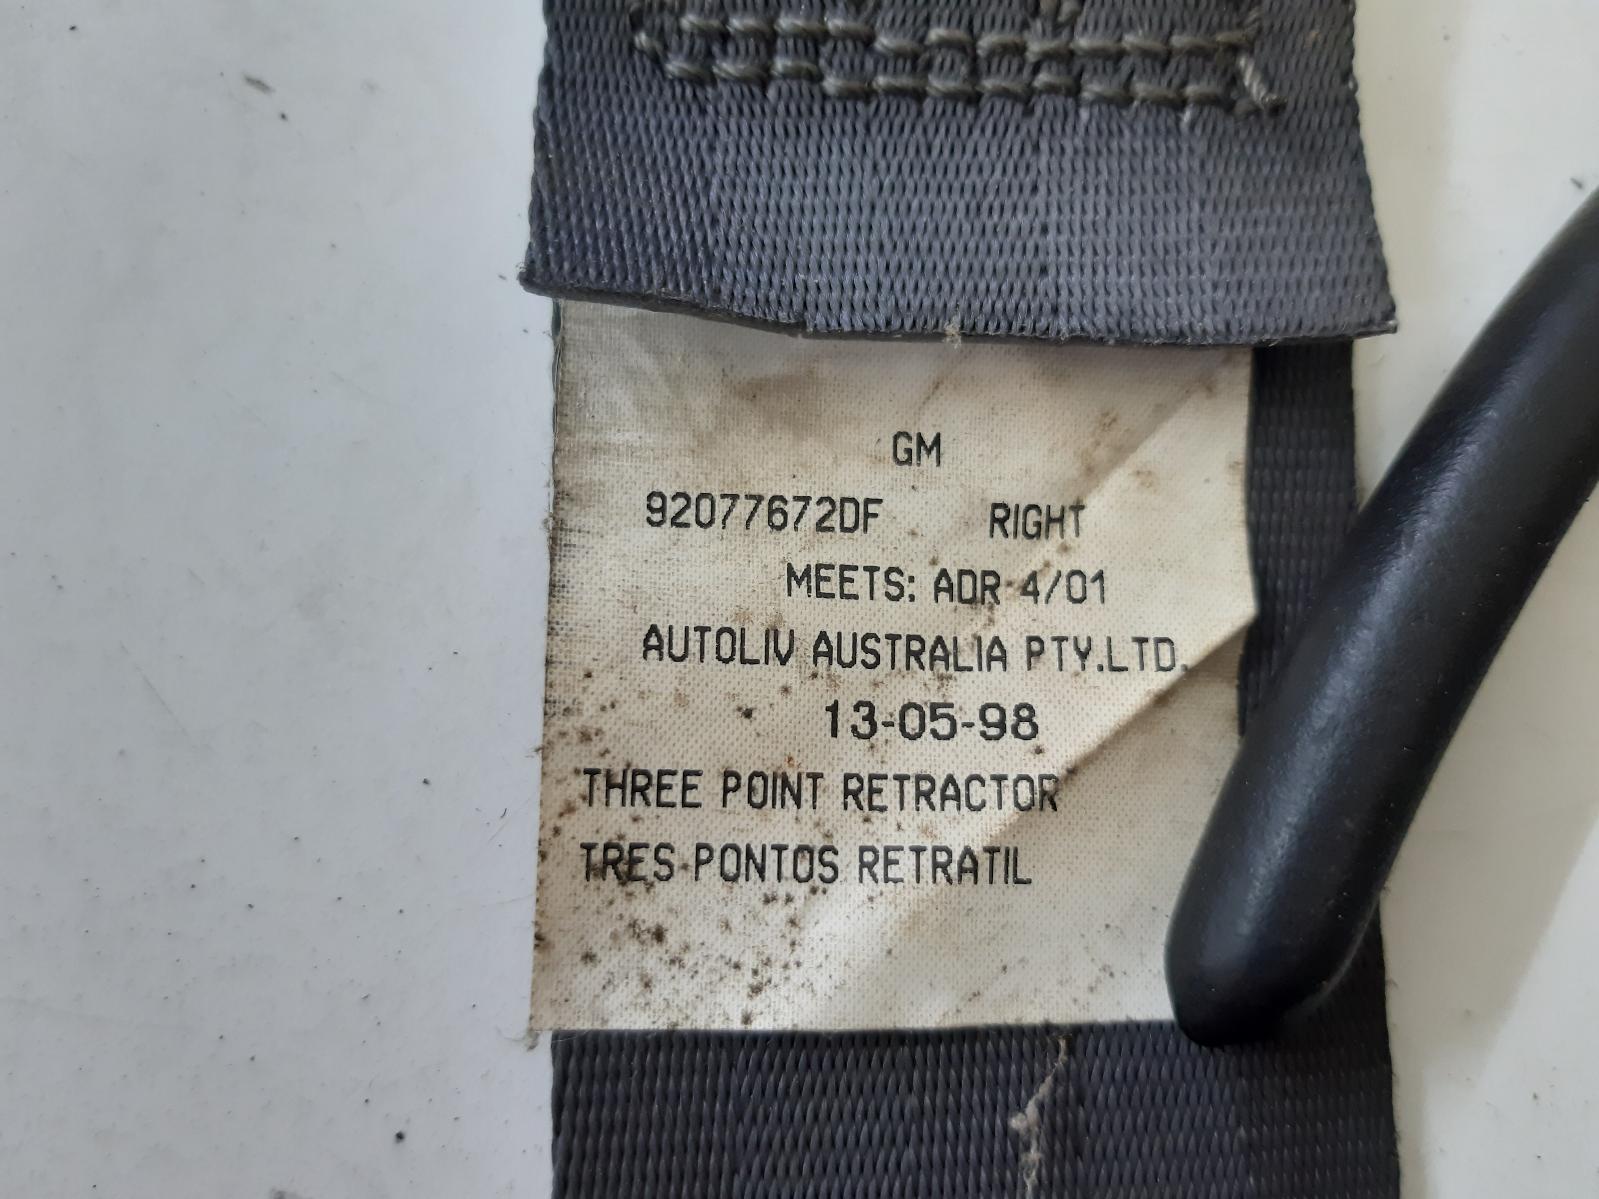 GM
92077672DF RIGHT
MEETS: ADR 4/01
AUTOLIV AUSTRALIA PTY.LTD.
13-05-98
THREE POINT RETRACTOR
TRES PONTOS RETRATIL